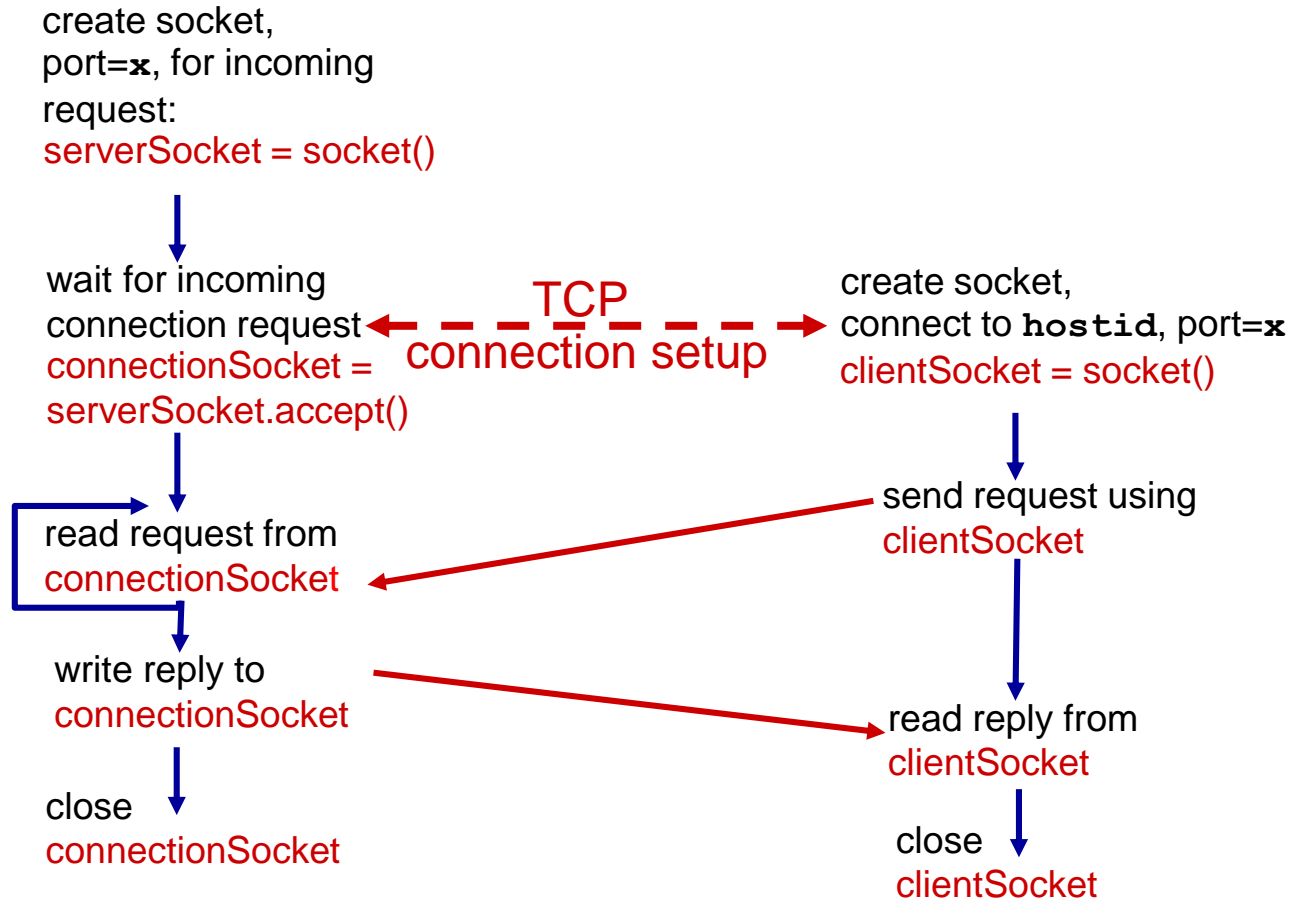 create socket,
port=x, for incoming
request:
serverSocket = socket()
wait for incoming
connection request
connectionSocket =
serverSocket.accept()
TCP
connection setup
create socket,
connect to hostid, port=x
clientSocket = socket()
send request using
clientSocket
read request from
connectionSocket
write reply to
connectionSocket
read reply from
clientSocket
close
connectionSocket
close
clientSocket